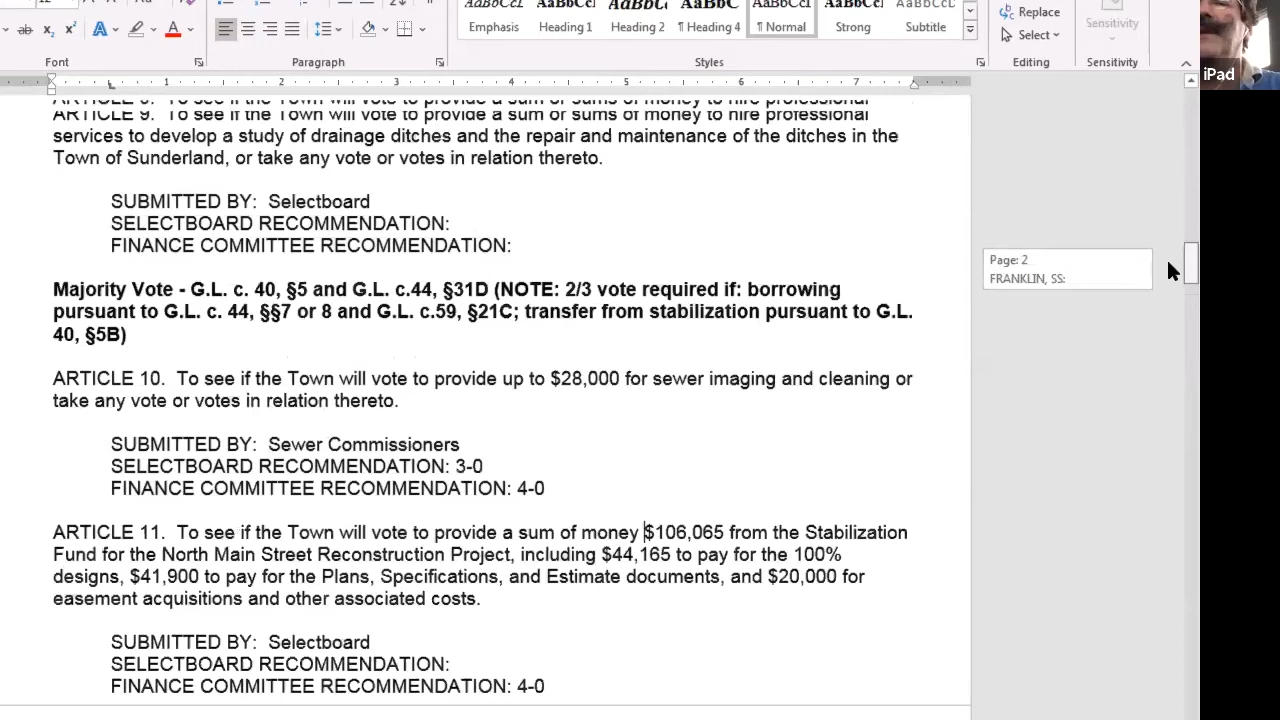 Replace
Emphasis Heading 1 Heading 2 ¶ Heading 4 ¶ Normal Strong Subtitle
Select
Sensitivity
Font Paragraph Styles Editing Sensitivity
iPad
1 2 3 4 5 6 7
ARTICLE 9. To see if the Town will vote to provide a sum or sums of money to hire professional
services to develop a study of drainage ditches and the repair and maintenance of the ditches in the
Town of Sunderland, or take any vote or votes in relation thereto.
SUBMITTED BY: Selectboard
SELECTBOARD RECOMMENDATION:
FINANCE COMMITTEE RECOMMENDATION:
Page: 2
FRANKLIN, SS:
Majority Vote - G.L. c. 40, §5 and G.L. c.44, §31D (NOTE: 2/3 vote required if: borrowing
pursuant to G.L. c. 44, §§7 or 8 and G.L. c.59, §21C; transfer from stabilization pursuant to G.L.
40, §5B)
ARTICLE 10. To see if the Town will vote to provide up to $28,000 for sewer imaging and cleaning or
take any vote or votes in relation thereto.
SUBMITTED BY: Sewer Commissioners
SELECTBOARD RECOMMENDATION: 3-0
FINANCE COMMITTEE RECOMMENDATION: 4-0
ARTICLE 11. To see if the Town will vote to provide a sum of money $106,065 from the Stabilization
Fund for the North Main Street Reconstruction Project, including $44,165 to pay for the 100%
designs, $41,900 to pay for the Plans, Specifications, and Estimate documents, and $20,000 for
easement acquisitions and other associated costs.
SUBMITTED BY: Selectboard
SELECTBOARD RECOMMENDATION:
FINANCE COMMITTEE RECOMMENDATION: 4-0